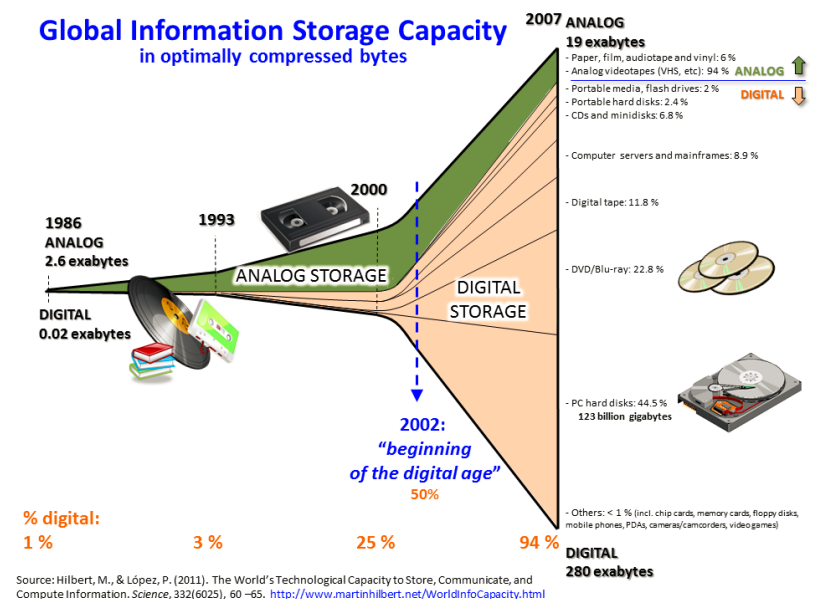 Global Information Storage Capacity
in optimally compressed bytes
2007 ANALOG
19 exabytes
- Paper, film, audiotape and vinyl: 6 %
- Analog videotapes (VHS, etc): 94 % ANALOG
- Portable media, flash drives: 2 %
DIGITAL
- Portable hard disks: 2.4 %
- CDs and minidisks: 6.8 %
- Computer servers and mainframes: 8.9 %
- Digital tape: 11.8 %
- DVD/Blu-ray: 22.8 %
- PC hard disks: 44.5 %
123 billion gigabytes
- Others: < 1 % (incl. chip cards, memory cards, floppy disks,
mobile phones, PDAs, cameras/camcorders, video games)
DIGITAL
280 exabytes
2000
1993
1986
ANALOG
2.6 exabytes
DIGITAL
0.02 exabytes
ANALOG STORAGE
DIGITAL
STORAGE
2002:
“beginning
of the digital age”
50%
% digital:
1 % 3 % 25 % 94 %
Source: Hilbert, M., & López, P. (2011). The World’s Technological Capacity to Store, Communicate, and
Compute Information. Science, 332(6025), 60 –65. http://www.martinhilbert.net/WorldInfoCapacity.html